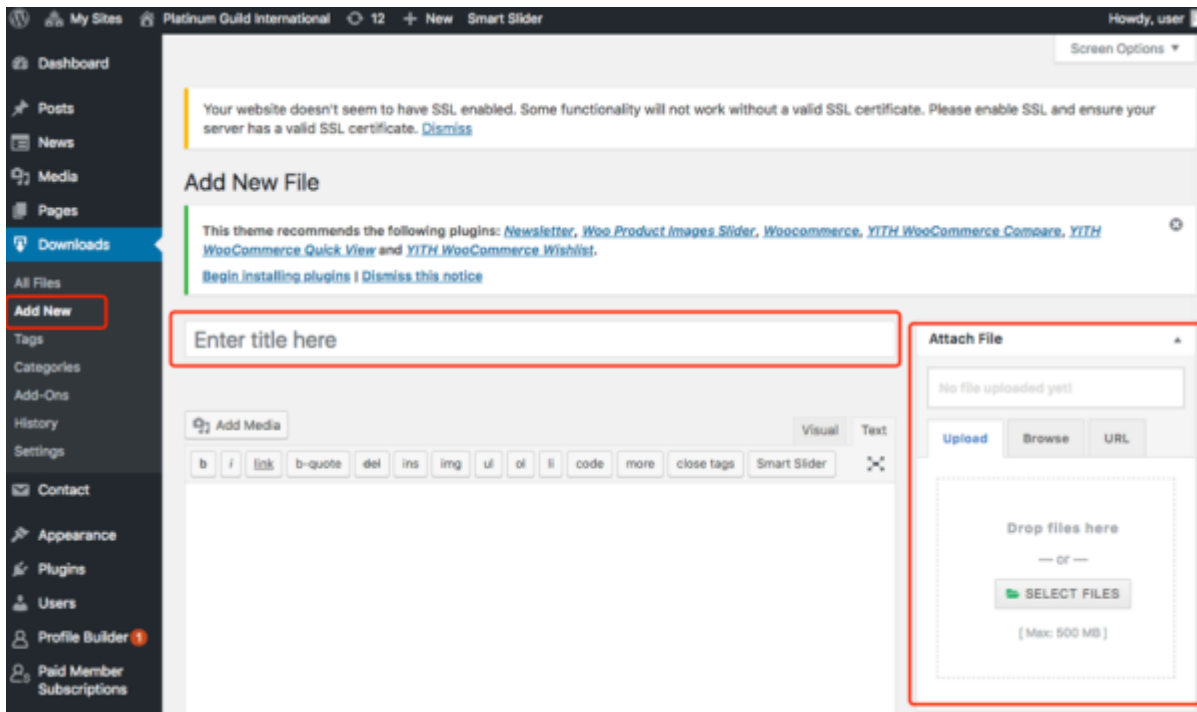 My Sites Platinum Guild International 12 New Smart Slider Howdy, user
Screen Options
Dashboard
Posts
News
Media
Pages
Downloads
All Files
Add New
Tags
Categories
Add-Ons
History
Settings
Contact
Appearance
Plugins
Users
Profile Builder 1
Paid Member
Subscriptions
Your website doesn't seem to have SSL enabled. Some functionality will not work without a valid SSL certificate. Please enable SSL and ensure your
server has a valid SSL certificate. Dismiss
Add New File
This theme recommends the following plugins: Newsletter, Woo Product Images Slider, Woocommerce, YITH WooCommerce Compare, YITH
WooCommerce Quick View and YITH WooCommerce Wishlist.
Begin installing plugins | Dismiss this notice
Enter title here
Add Media
Visual Text
b i link b-quote del ins img ul ol li code more close tags Smart Slider
Attach File
No file uploaded yet!
Upload Browse URL
Drop files here
— or —
SELECT FILES
[ Max: 500 MB ]